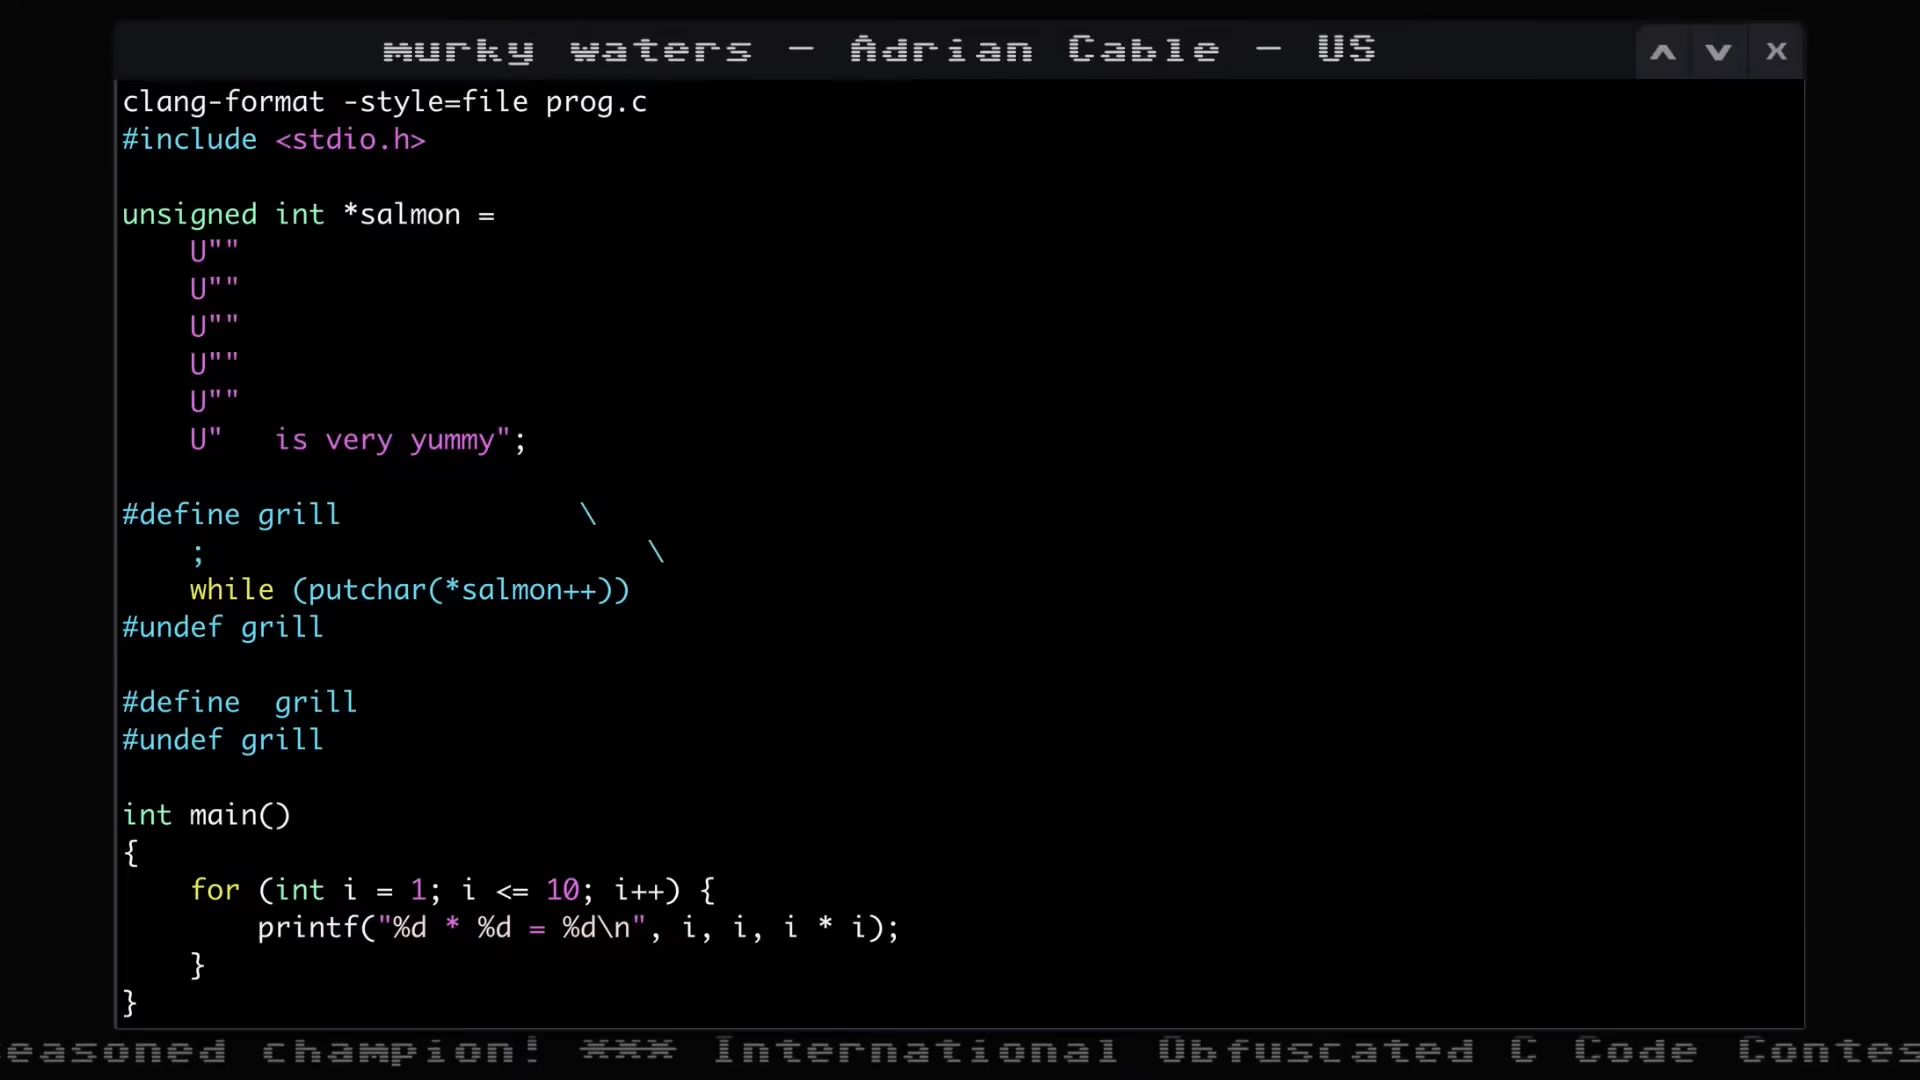 murky waters - Adrian Cable - US
clang-format -style=file prog.c
#include <stdio.h>
unsigned int *salmon =
    U""
    U""
    U""
    U""
    U""
    U"   is very yummy";
#define grill              \
    ;                          \
    while (putchar(*salmon++))
#undef grill
#define  grill
#undef grill
int main()
{
    for (int i = 1; i <= 10; i++) {
        printf("%d * %d = %d\n", i, i, i * i);
    }
}
easoned champion! *** International Obfuscated C Code Contes